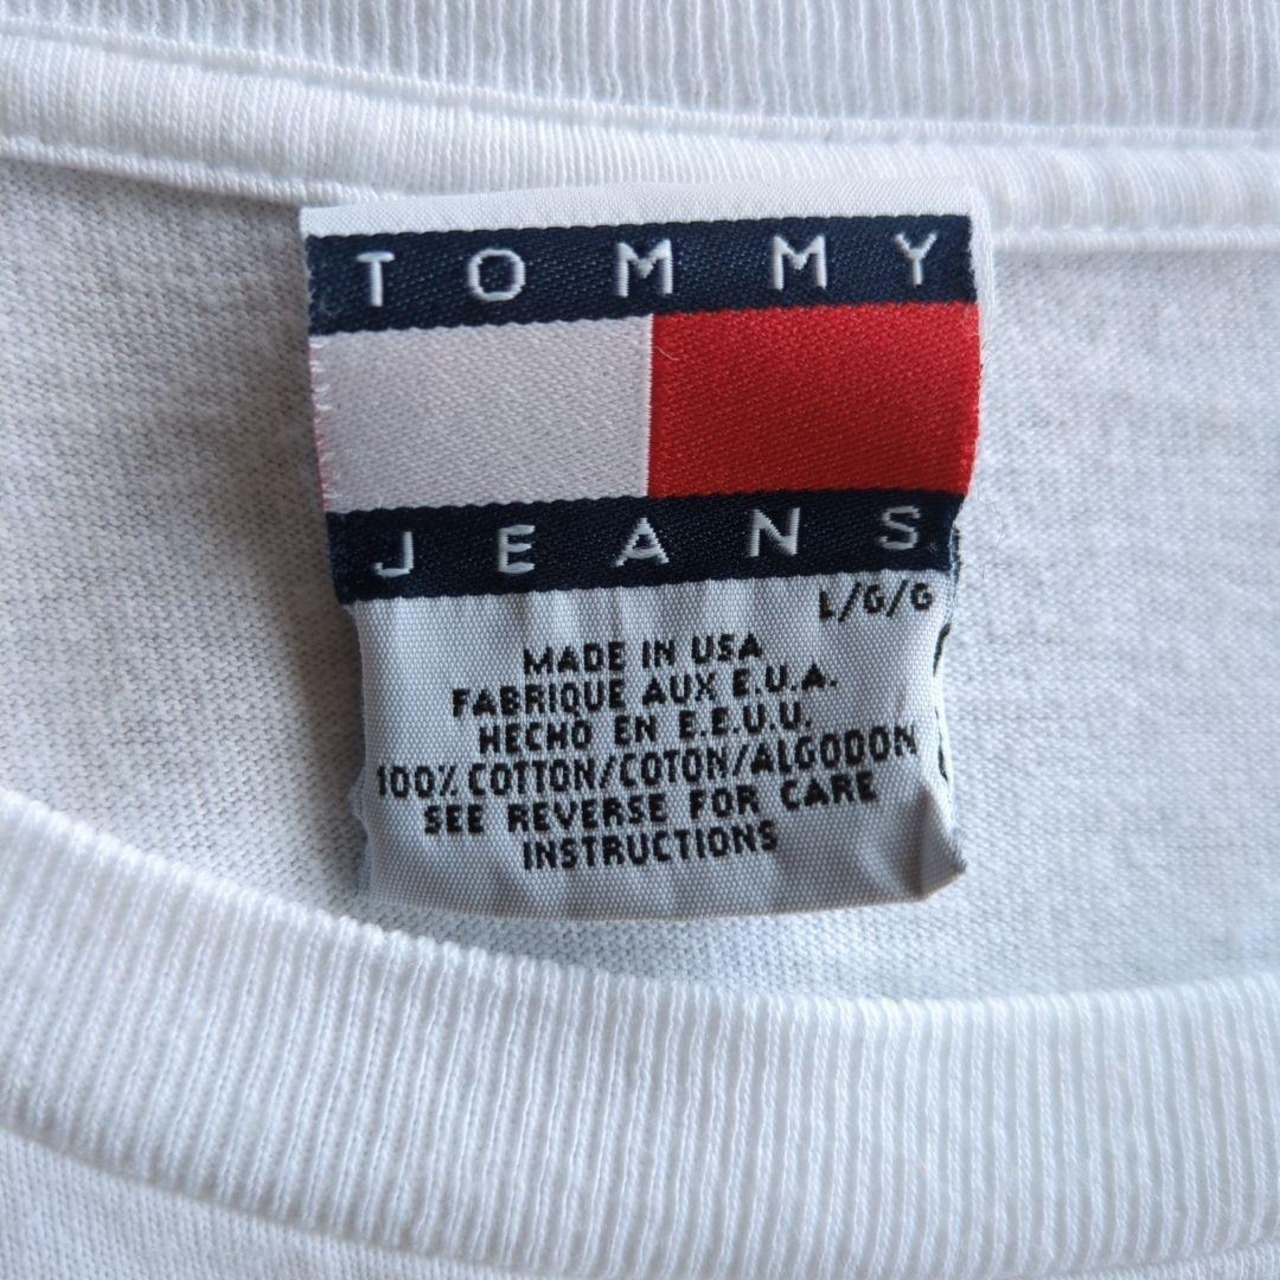 TOMMY
JEANS
L/G/G
MADE IN USA
FABRIQUE AUX E.U.A.
HECHO EN E.E.U.U.
100% COTTON/COTON/ALGODON
SEE REVERSE FOR CARE
INSTRUCTIONS